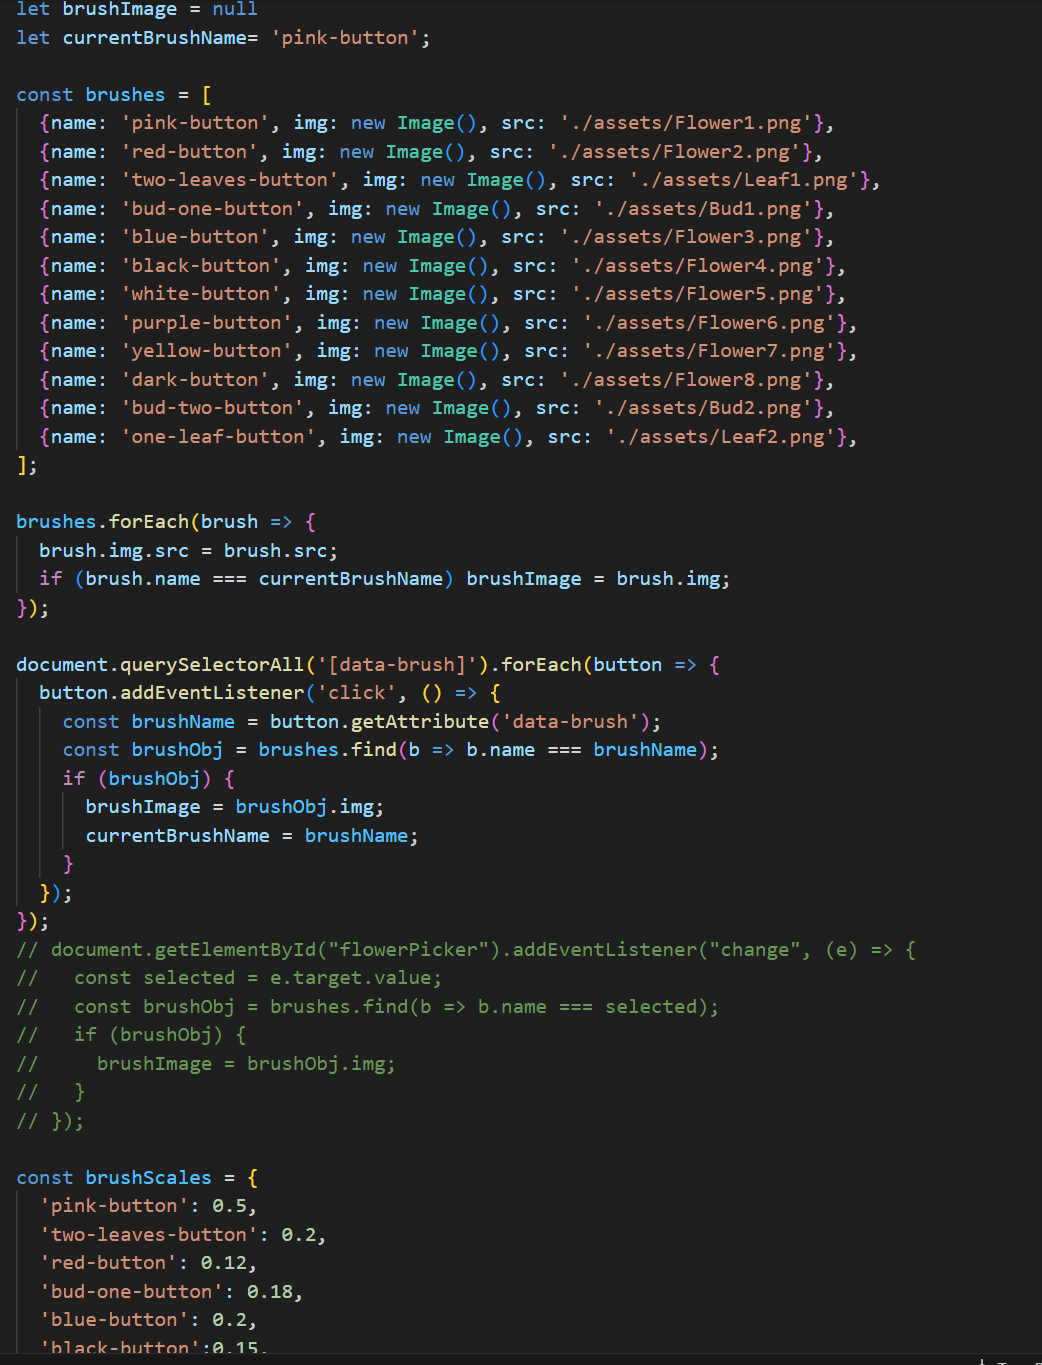 let brushImage = null
let currentBrushName= 'pink-button';
const brushes = [
{name: 'pink-button', img: new Image(), src: './assets/Flower1.png'},
{name: 'red-button', img: new Image(), src: './assets/Flower2.png'},
{name: 'two-leaves-button', img: new Image(), src: './assets/Leaf1.png'},
{name: 'bud-one-button', img: new Image(), src: './assets/Bud1.png'},
{name: 'blue-button', img: new Image(), src: './assets/Flower3.png'},
{name: 'black-button', img: new Image(), src: './assets/Flower4.png'},
{name: 'white-button', img: new Image(), src: './assets/Flower5.png'},
{name: 'purple-button', img: new Image(), src: './assets/Flower6.png'},
{name: 'yellow-button', img: new Image(), src: './assets/Flower7.png'},
{name: 'dark-button', img: new Image(), src: './assets/Flower8.png'},
{name: 'bud-two-button', img: new Image(), src: './assets/Bud2.png'},
{name: 'one-leaf-button', img: new Image(), src: './assets/Leaf2.png'},
];
brushes.forEach(brush => {
brush.img.src = brush.src;
if (brush.name === currentBrushName) brushImage = brush.img;
});
document.querySelectorAll('[data-brush]').forEach(button => {
button.addEventListener('click', () => {
const brushName = button.getAttribute('data-brush');
const brushObj = brushes.find(b => b.name === brushName);
if (brushObj) {
brushImage = brushObj.img;
currentBrushName = brushName;
}
});
});
// document.getElementById("flowerPicker").addEventListener("change", (e) => {
//   const selected = e.target.value;
//   const brushObj = brushes.find(b => b.name === selected);
//   if (brushObj) {
//     brushImage = brushObj.img;
//   }
// });
const brushScales = {
'pink-button': 0.5,
'two-leaves-button': 0.2,
'red-button': 0.12,
'bud-one-button': 0.18,
'blue-button': 0.2,
'black-button':0.15,